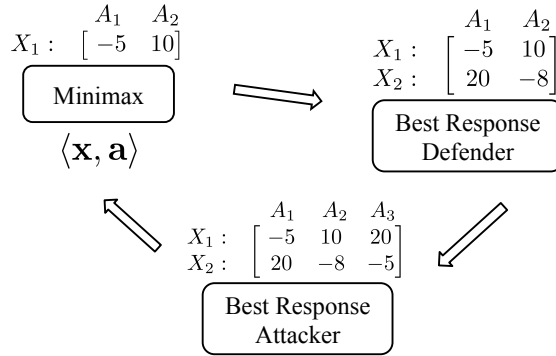 A₁ A₂
X₁ : [ −5 10 ]
Minimax
⟨x, a⟩
A₁ A₂
X₁ : [ −5 10 ]
X₂ : [ 20 −8 ]
Best Response
Defender
A₁ A₂ A₃
X₁ : [ −5 10 20 ]
X₂ : [ 20 −8 −5 ]
Best Response
Attacker